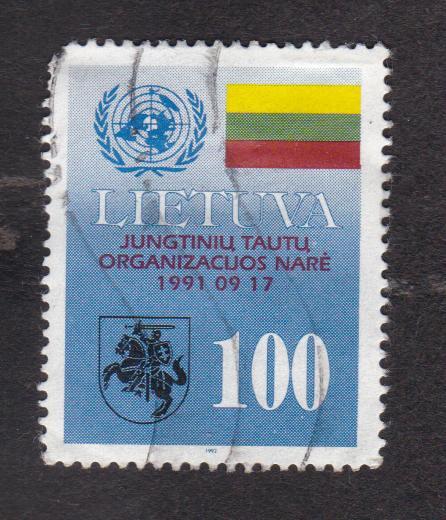 LIETUVA
JUNGTINIŲ TAUTŲ
ORGANIZACIJOS NARĖ
1991 09 17
100
1992